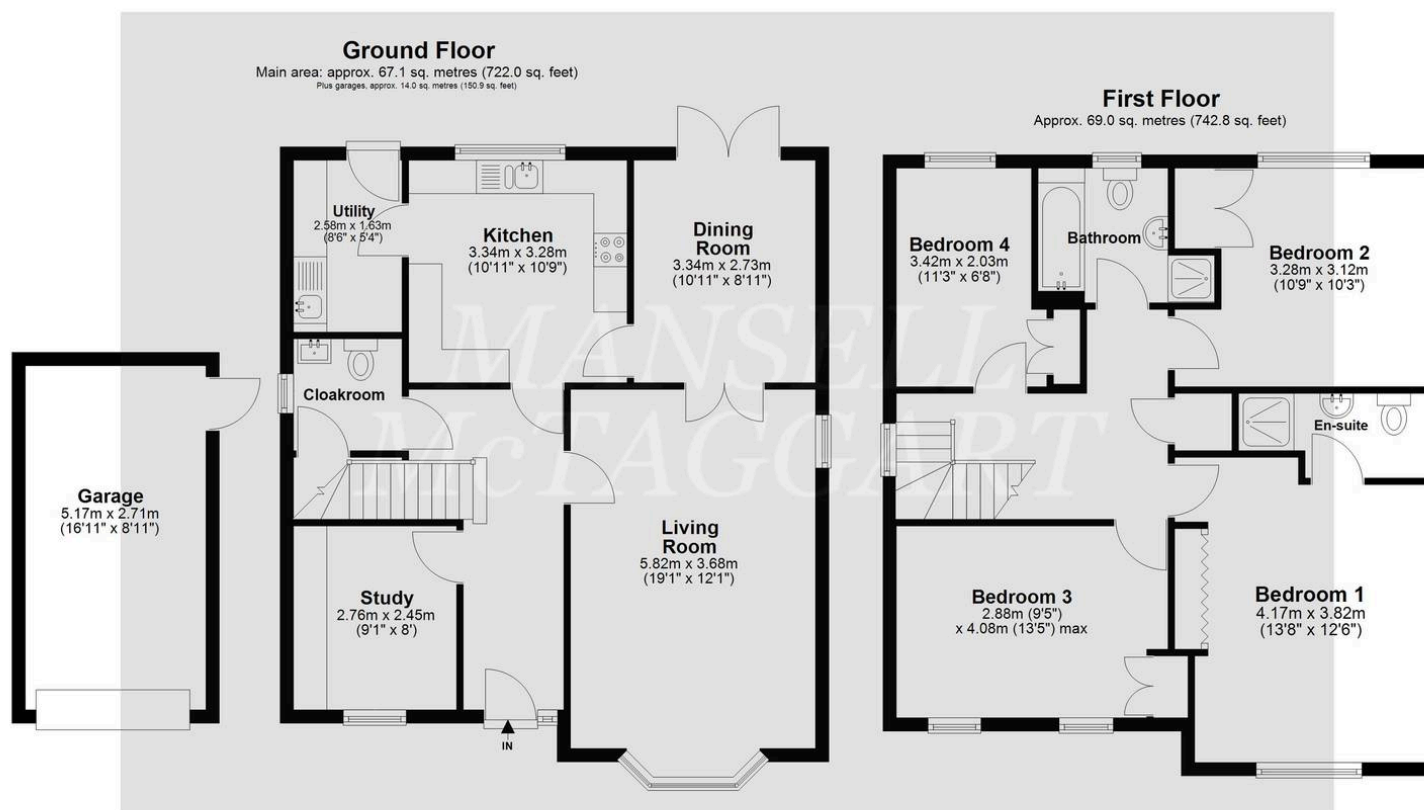 Ground Floor
Main area: approx. 67.1 sq. metres (722.0 sq. feet)
Plus garages, approx. 14.0 sq. metres (150.9 sq. feet)
First Floor
Approx. 69.0 sq. metres (742.8 sq. feet)
Utility
2.58m x 1.63m
(8'6" x 5'4")
Kitchen
3.34m x 3.28m
(10'11" x 10'9")
Dining
Room
3.34m x 2.73m
(10'11" x 8'11")
Bedroom 4
3.42m x 2.03m
(11'3" x 6'8")
Bathroom
Bedroom 2
3.28m x 3.12m
(10'9" x 10'3")
MANSELL
McTAGGART
Cloakroom
En-suite
Garage
5.17m x 2.71m
(16'11" x 8'11")
Living
Room
5.82m x 3.68m
(19'1" x 12'1")
Study
2.76m x 2.45m
(9'1" x 8')
Bedroom 3
2.88m (9'5")
x 4.08m (13'5") max
Bedroom 1
4.17m x 3.82m
(13'8" x 12'6")
IN